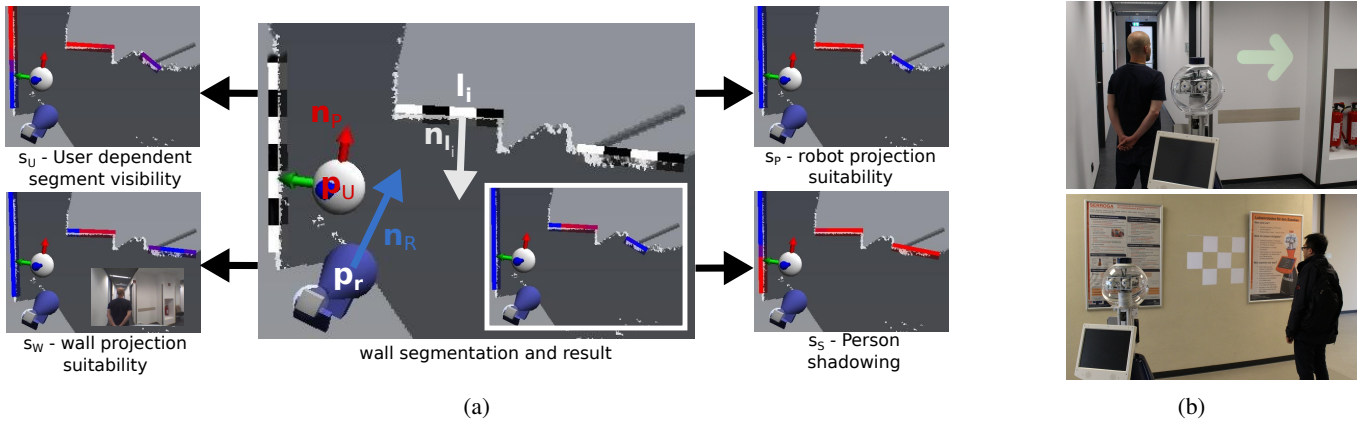 s_U - User dependent
segment visibility
s_W - wall projection
suitability
l_i
n_P
n_l_i
p_U
n_R
p_r
wall segmentation and result
s_P - robot projection
suitability
s_S - Person
shadowing
(a)
(b)